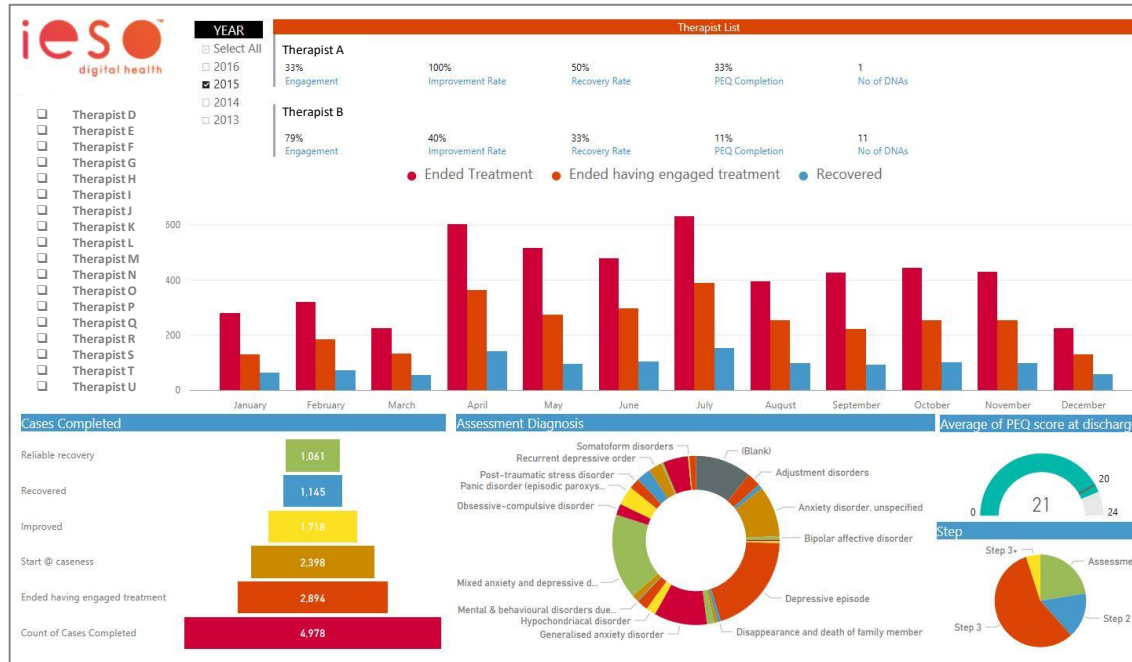 ieso™
digital health
YEAR
Select All
2016
2015
2014
2013
Therapist List
Therapist A
33% 100% 50% 33% 1
Engagement Improvement Rate Recovery Rate PEQ Completion No of DNAs
Therapist B
79% 40% 33% 11% 11
Engagement Improvement Rate Recovery Rate PEQ Completion No of DNAs
Therapist D
Therapist E
Therapist F
Therapist G
Therapist H
Therapist I
Therapist J
Therapist K
Therapist L
Therapist M
Therapist N
Therapist O
Therapist P
Therapist Q
Therapist R
Therapist S
Therapist T
Therapist U
Ended Treatment Ended having engaged treatment Recovered
600
400
200
0
January February March April May June July August September October November December
Cases Completed
Reliable recovery 1,061
Recovered 1,145
Improved 1,718
Start @ caseness 2,398
Ended having engaged treatment 2,894
Count of Cases Completed 4,978
Assessment Diagnosis
Somatoform disorders
Recurrent depressive order
Post-traumatic stress disorder
Panic disorder (episodic paroxys...
Obsessive-compulsive disorder
Mixed anxiety and depressive d...
Mental & behavioural disorders due...
Hypochondriacal disorder
Generalised anxiety disorder
(Blank)
Adjustment disorders
Anxiety disorder, unspecified
Bipolar affective disorder
Depressive episode
Disappearance and death of family member
Average of PEQ score at discharg
0 21 20 24
Step
Step 3+
Assessme
Step 2
Step 3